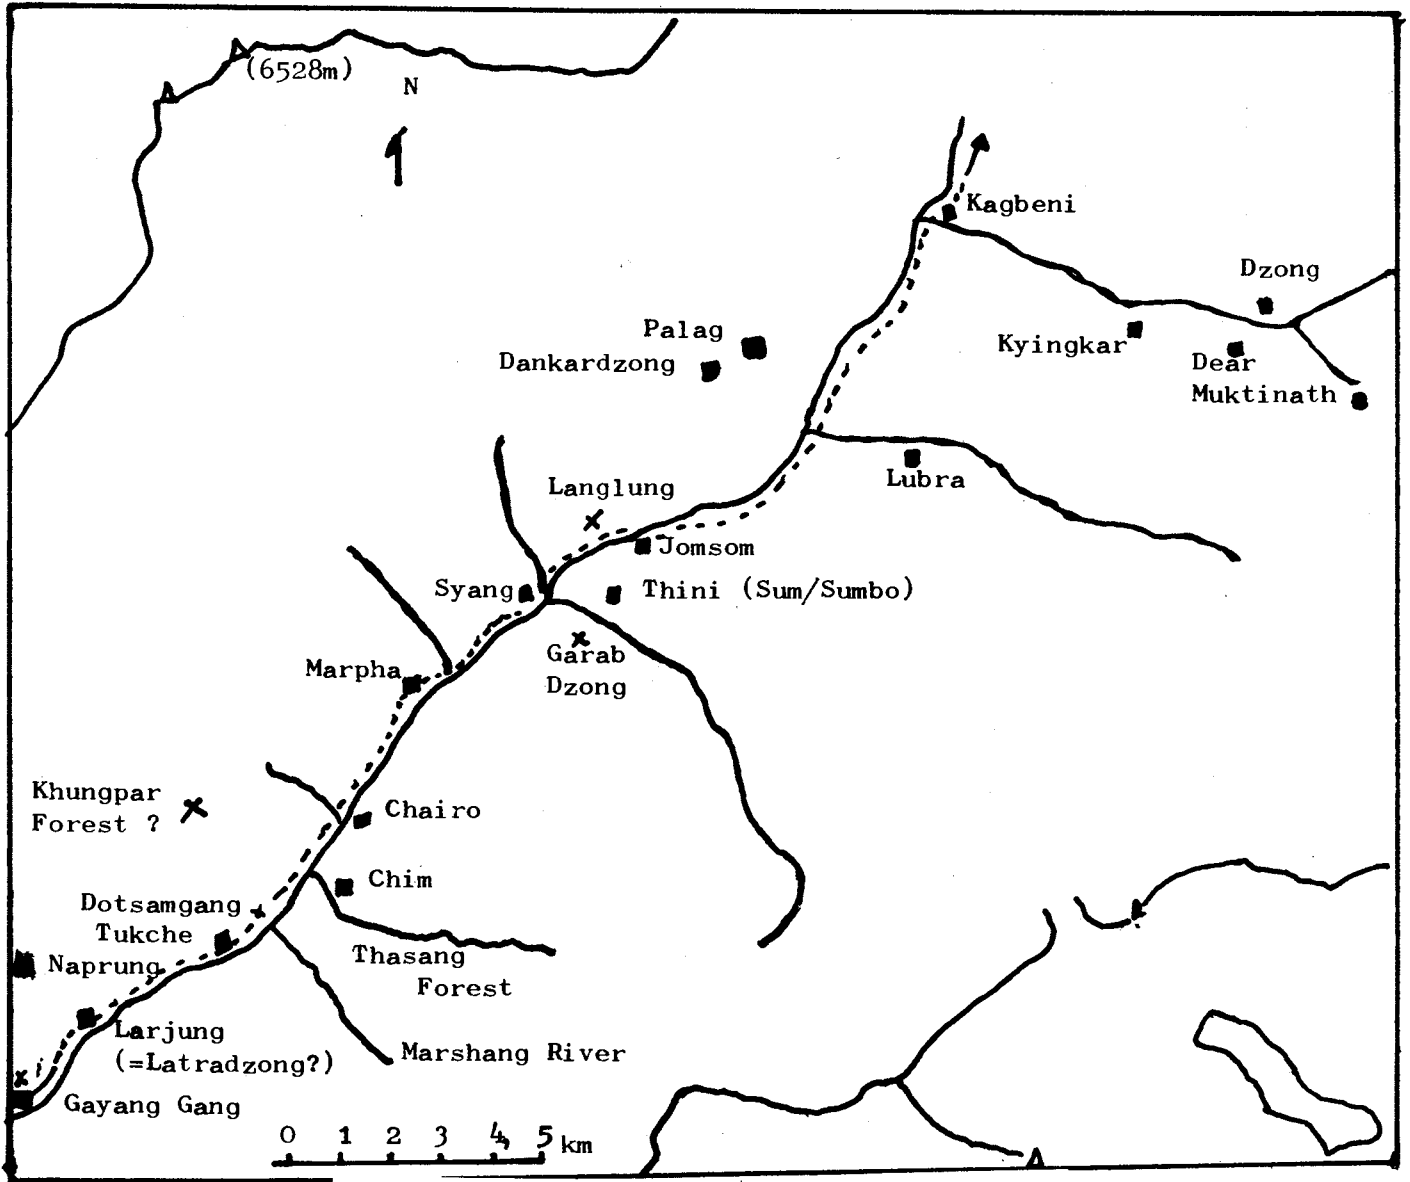 (6528m)
N
Kagbeni
Dzong
Palag
Kyingkar
Dankardzong
Dear
Muktinath
Langlung
Lubra
Jomsom
Syang
Thini (Sum/Sumbo)
Garab
Dzong
Marpha
Khungpar
Forest ?
Chairo
Chim
Dotsamgang
Tukche
Thasang
Forest
Naprung
Larjung
(=Latradzong?)
Marshang River
Gayang Gang
0 1 2 3 4 5 km